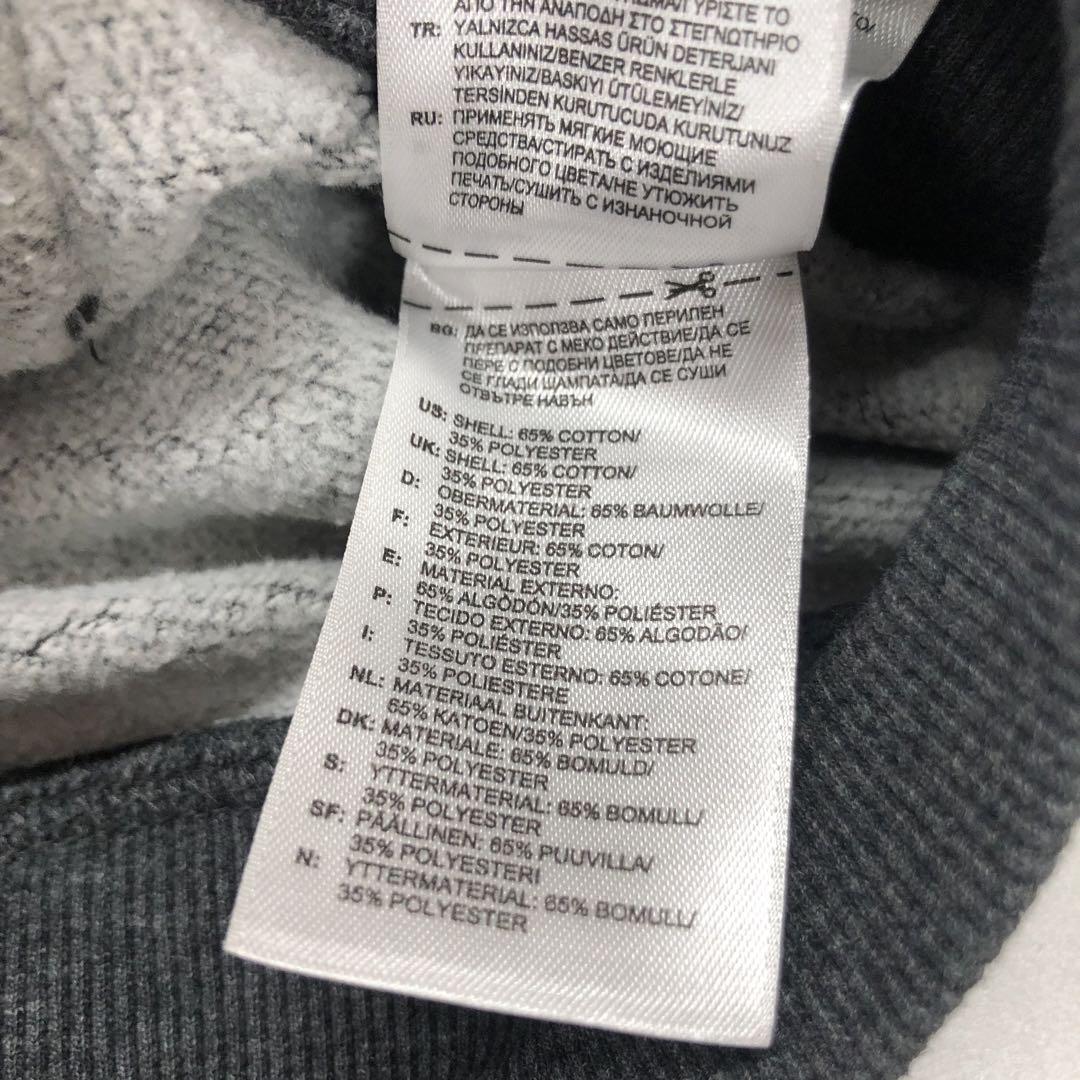 ΑΠΟ ΤΗΝ ΑΝΑΠΟΔΗ ΣΤΟ ΣΤΕΓΝΩΤΗΡΙΟ
TR: YALNIZCA HASSAS ÜRÜN DETERJANI
KULLANINIZ/BENZER RENKLERLE
YIKAYINIZ/BASKIYI ÜTÜLEMEYİNİZ/
TERSİNDEN KURUTUCUDA KURUTUNUZ
RU: ПРИМЕНЯТЬ МЯГКИЕ МОЮЩИЕ
СРЕДСТВА/СТИРАТЬ С ИЗДЕЛИЯМИ
ПОДОБНОГО ЦВЕТА/НЕ УТЮЖИТЬ
ПЕЧАТЬ/СУШИТЬ С ИЗНАНОЧНОЙ
СТОРОНЫ
BG: ДА СЕ ИЗПОЛЗВА САМО ПЕРИЛЕН
ПРЕПАРАТ С МЕКО ДЕЙСТВИЕ/ДА СЕ
ПЕРЕ С ПОДОБНИ ЦВЕТОВЕ/ДА НЕ
СЕ ГЛАДИ ЩАМПАТА/ДА СЕ СУШИ
ОТВЪТРЕ НАВЪН
US: SHELL: 65% COTTON/
35% POLYESTER
UK: SHELL: 65% COTTON/
35% POLYESTER
D: OBERMATERIAL: 65% BAUMWOLLE/
35% POLYESTER
F: EXTERIEUR: 65% COTON/
35% POLYESTER
E: MATERIAL EXTERNO:
65% ALGODÓN/35% POLIÉSTER
P: TECIDO EXTERNO: 65% ALGODÃO/
35% POLIÉSTER
I: TESSUTO ESTERNO: 65% COTONE/
35% POLIESTERE
NL: MATERIAAL BUITENKANT:
65% KATOEN/35% POLYESTER
DK: MATERIALE: 65% BOMULD/
35% POLYESTER
S: YTTERMATERIAL: 65% BOMULL/
35% POLYESTER
SF: PÄÄLLINEN: 65% PUUVILLA/
35% POLYESTERI
N: YTTERMATERIAL: 65% BOMULL/
35% POLYESTER